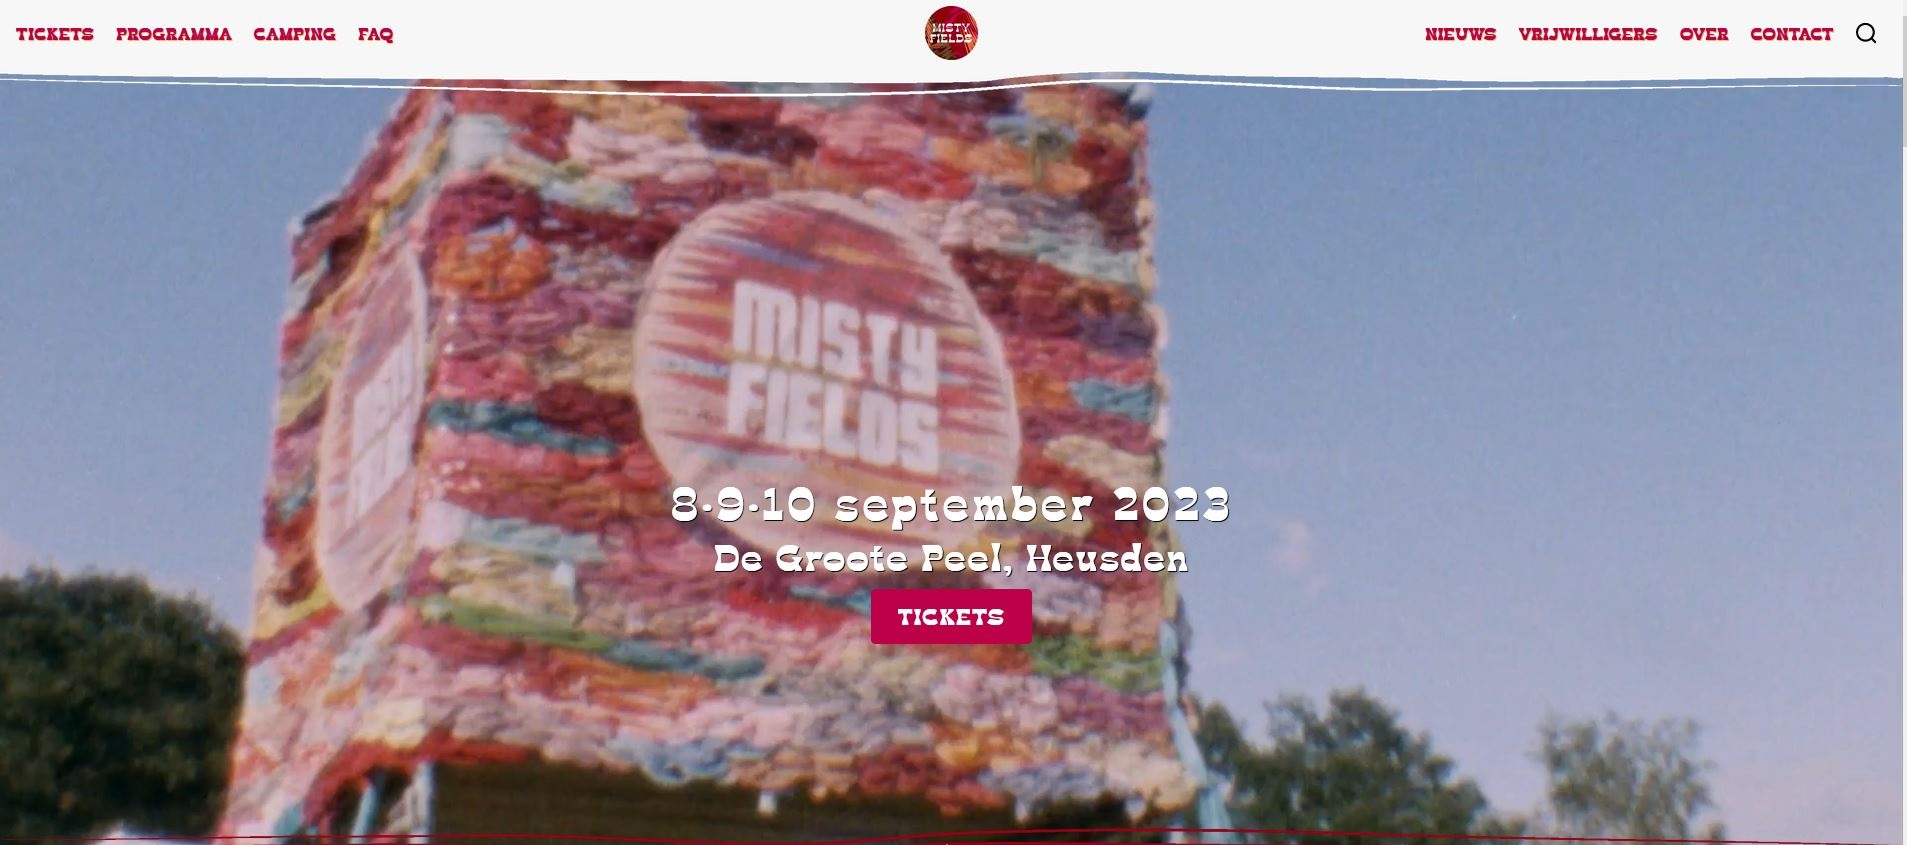 TICKETS PROGRAMMA CAMPING FAQ
MISTY
FIELDS
NIEUWS VRIJWILLIGERS OVER CONTACT
MISTY
FIELDS
8·9·10 september 2023
De Groote Peel, Heusden
TICKETS